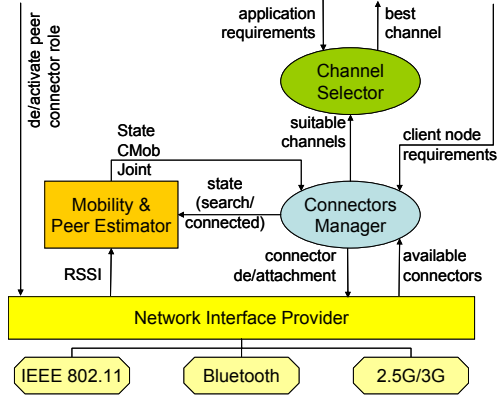 de/activate peer
connector role
application
requirements
best
channel
Channel
Selector
suitable
channels
client node
requirements
State
CMob
Joint
state
(search/
connected)
Mobility &
Peer Estimator
Connectors
Manager
RSSI
connector
de/attachment
available
connectors
Network Interface Provider
IEEE 802.11
Bluetooth
2.5G/3G